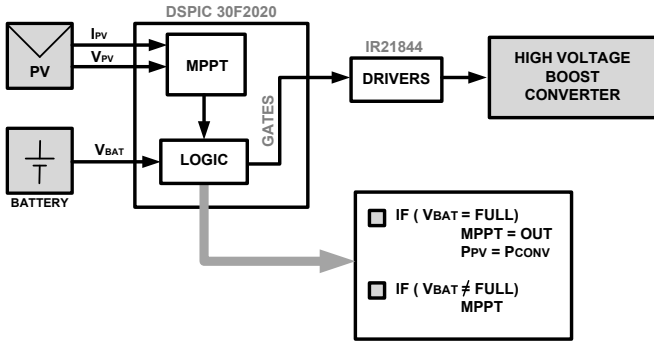 DSPIC 30F2020
IPV
VPV
PV
MPPT
IR21844
DRIVERS
HIGH VOLTAGE
BOOST
CONVERTER
GATES
VBAT
LOGIC
BATTERY
IF ( VBAT = FULL)
MPPT = OUT
PPV = PCONV
IF ( VBAT ≠ FULL)
MPPT